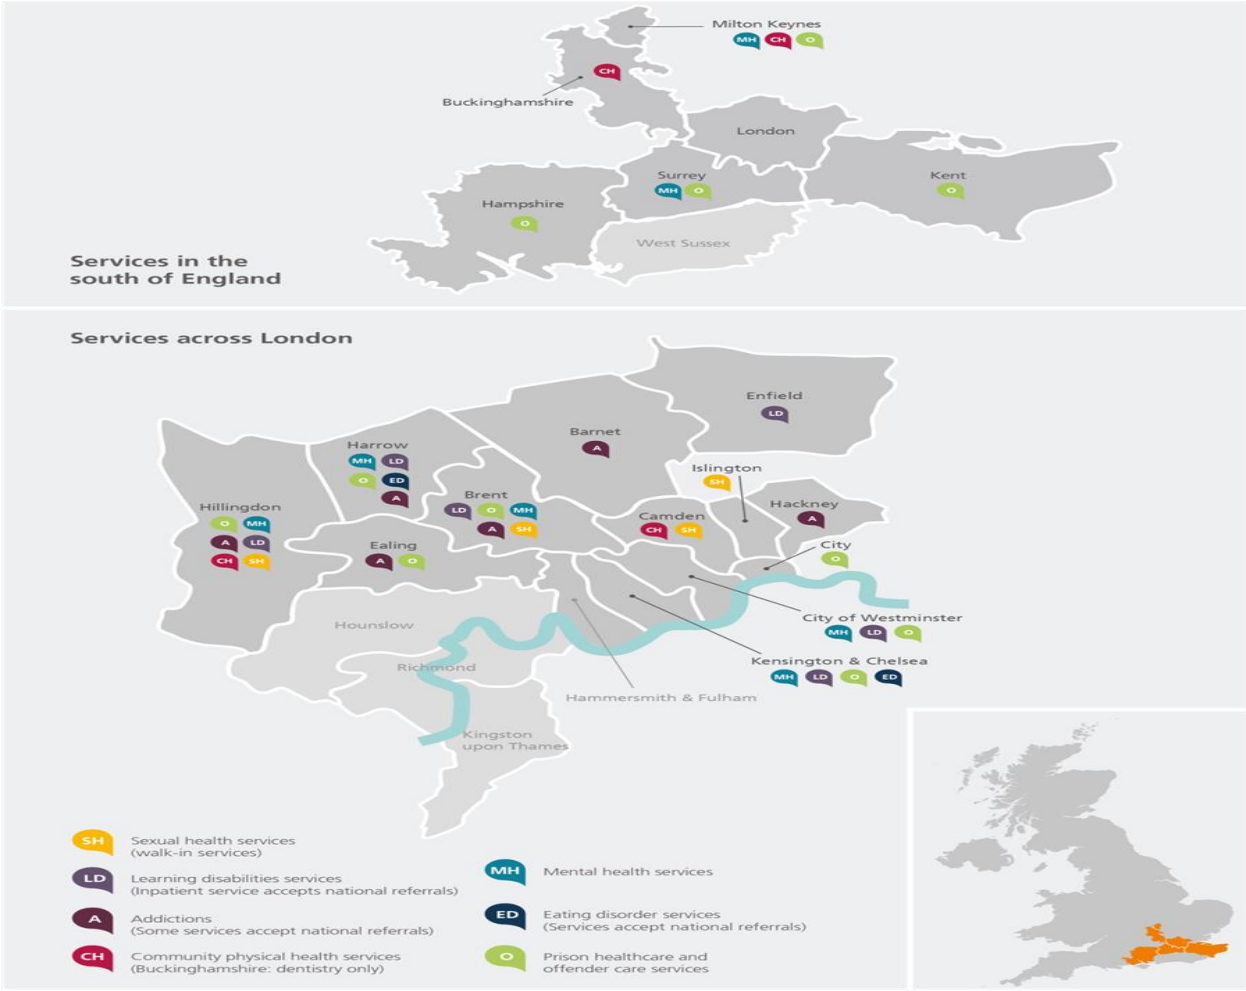 Milton Keynes
MH CH O
CH
Buckinghamshire
London
Surrey
MH O
Kent
O
Hampshire
O
West Sussex
Services in the
south of England
Services across London
Enfield
LD
Barnet
A
Harrow
MH LD
O ED
A
Islington
SH
Brent
LD O MH
A SH
Hillingdon
O MH
A LD
CH SH
Camden
CH SH
Hackney
A
Ealing
A O
City
O
City of Westminster
MH LD O
Hounslow
Kensington & Chelsea
MH LD O ED
Richmond
Hammersmith & Fulham
Kingston
upon Thames
SH Sexual health services
(walk-in services)
LD Learning disabilities services
(Inpatient service accepts national referrals)
A Addictions
(Some services accept national referrals)
CH Community physical health services
(Buckinghamshire: dentistry only)
MH Mental health services
ED Eating disorder services
(Services accept national referrals)
O Prison healthcare and
offender care services